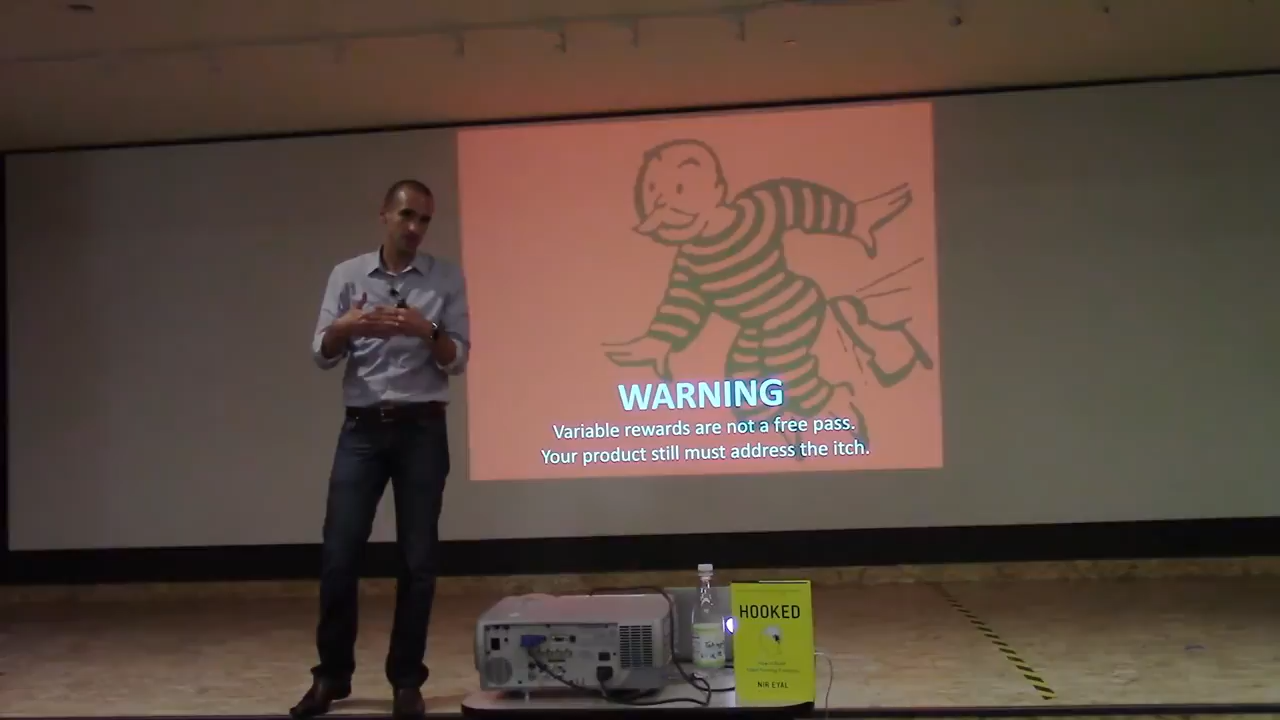 WARNING
Variable rewards are not a free pass.
Your product still must address the itch.
HOOKED
NIR EYAL